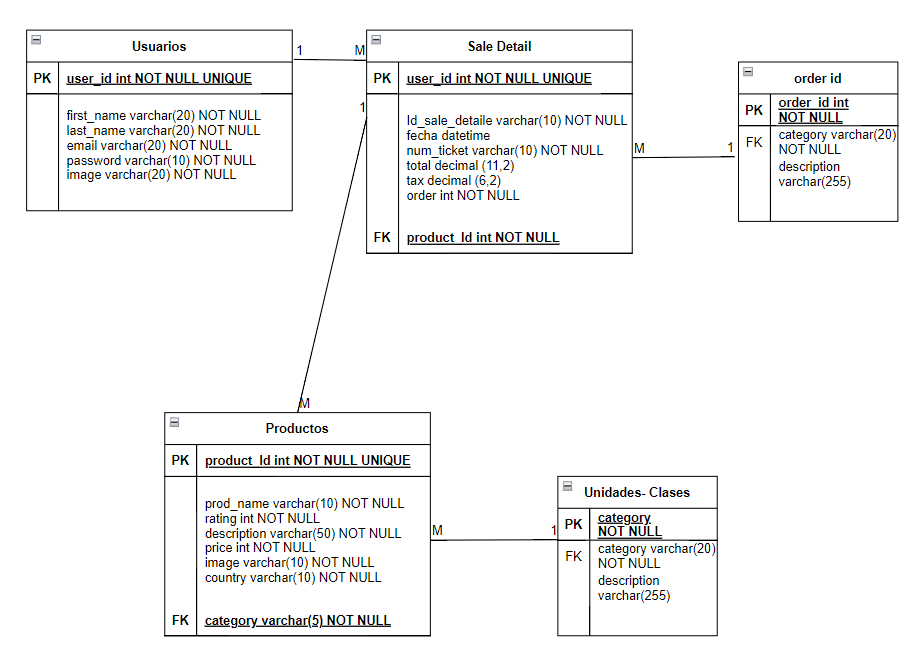 Usuarios
PK user_id int NOT NULL UNIQUE
first_name varchar(20) NOT NULL
last_name varchar(20) NOT NULL
email varchar(20) NOT NULL
password varchar(10) NOT NULL
image varchar(20) NOT NULL
1
M
Sale Detail
PK user_id int NOT NULL UNIQUE
1
Id_sale_detaile varchar(10) NOT NULL
fecha datetime
num_ticket varchar(10) NOT NULL
total decimal (11,2)
tax decimal (6,2)
order int NOT NULL
FK product_Id int NOT NULL
M
1
order id
PK order_id int
NOT NULL
FK category varchar(20)
NOT NULL
description
varchar(255)
M
Productos
PK product_Id int NOT NULL UNIQUE
prod_name varchar(10) NOT NULL
rating int NOT NULL
description varchar(50) NOT NULL
price int NOT NULL
image varchar(10) NOT NULL
country varchar(10) NOT NULL
FK category varchar(5) NOT NULL
M
1
Unidades- Clases
PK category
NOT NULL
FK category varchar(20)
NOT NULL
description
varchar(255)